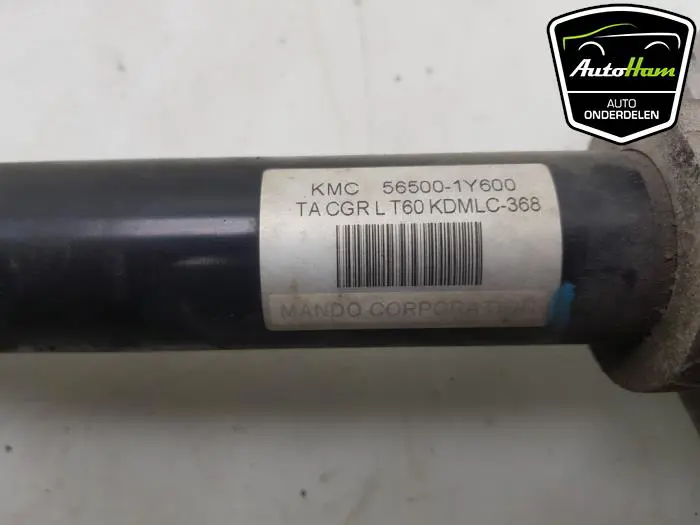 AutoHam
AUTO
ONDERDELEN
KMC 56500-1Y600
TA CGR L T60 KDMLC-368
MANDO CORPORATION